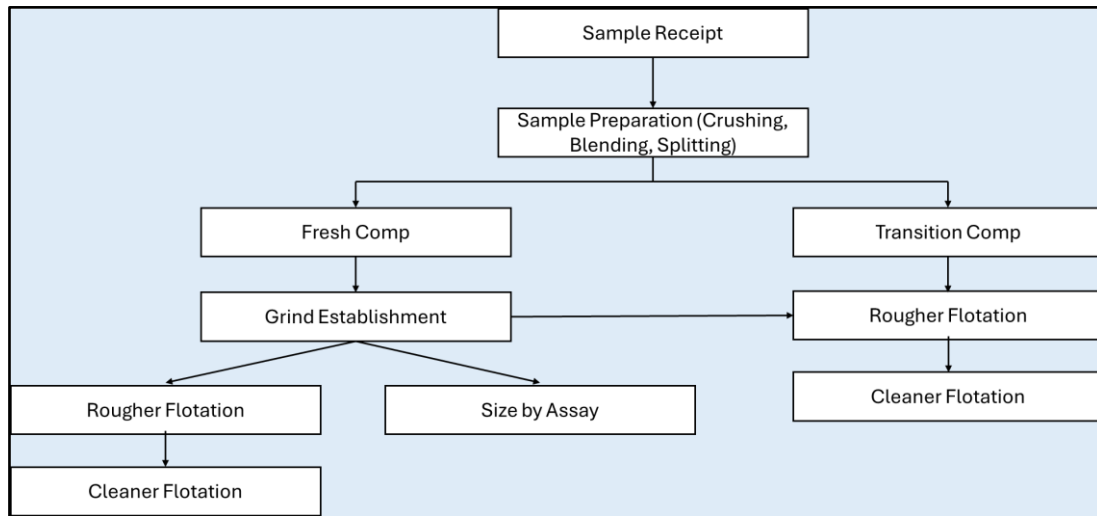 Sample Receipt
Sample Preparation (Crushing,
Blending, Splitting)
Fresh Comp
Transition Comp
Grind Establishment
Rougher Flotation
Rougher Flotation
Size by Assay
Cleaner Flotation
Cleaner Flotation